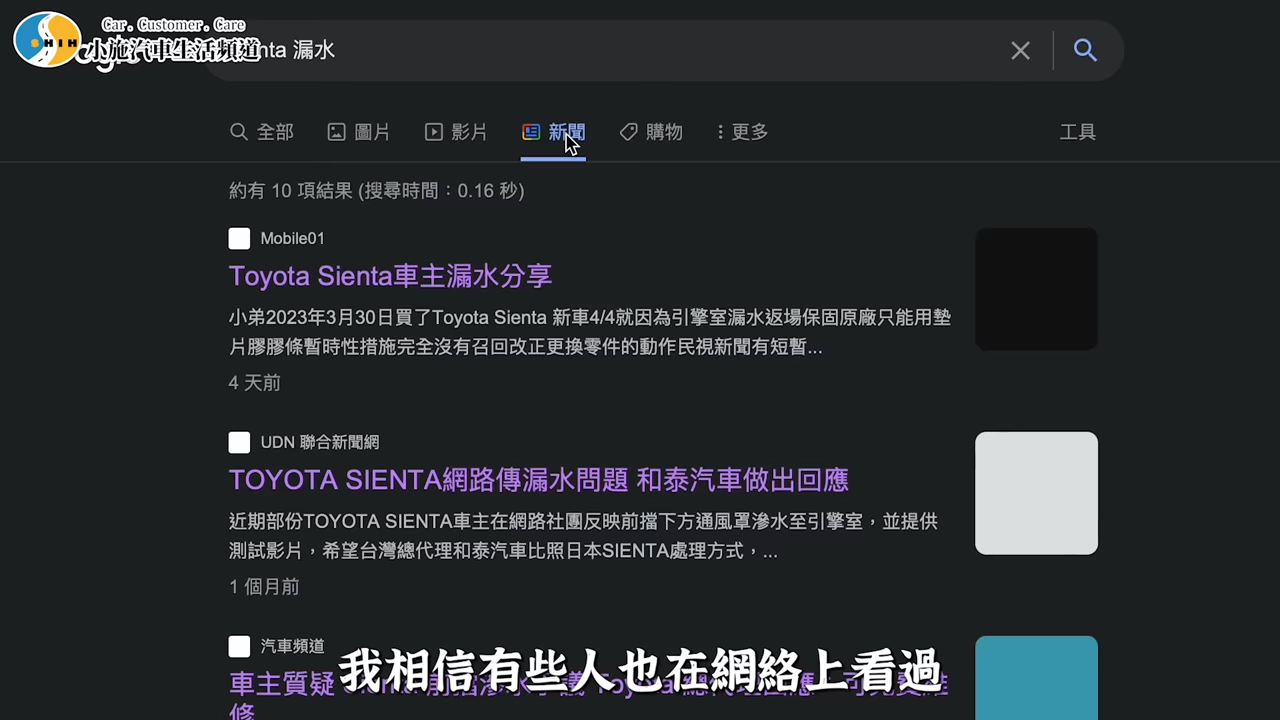 Car. Customer. Care
SHIH
小施汽車生活頻道
enta 漏水
全部
圖片
影片
新聞
購物
更多
工具
約有 10 項結果 (搜尋時間：0.16 秒)
Mobile01
Toyota Sienta車主漏水分享
小弟2023年3月30日買了Toyota Sienta 新車4/4就因為引擎室漏水返場保固原廠只能用墊
片膠膠條暫時性措施完全沒有召回改正更換零件的動作民視新聞有短暫...
4 天前
UDN 聯合新聞網
TOYOTA SIENTA網路傳漏水問題 和泰汽車做出回應
近期部份TOYOTA SIENTA車主在網路社團反映前擋下方通風罩滲水至引擎室，並提供
測試影片，希望台灣總代理和泰汽車比照日本SIENTA處理方式，...
1 個月前
汽車頻道
車主質疑
修
我相信有些人也在網絡上看過